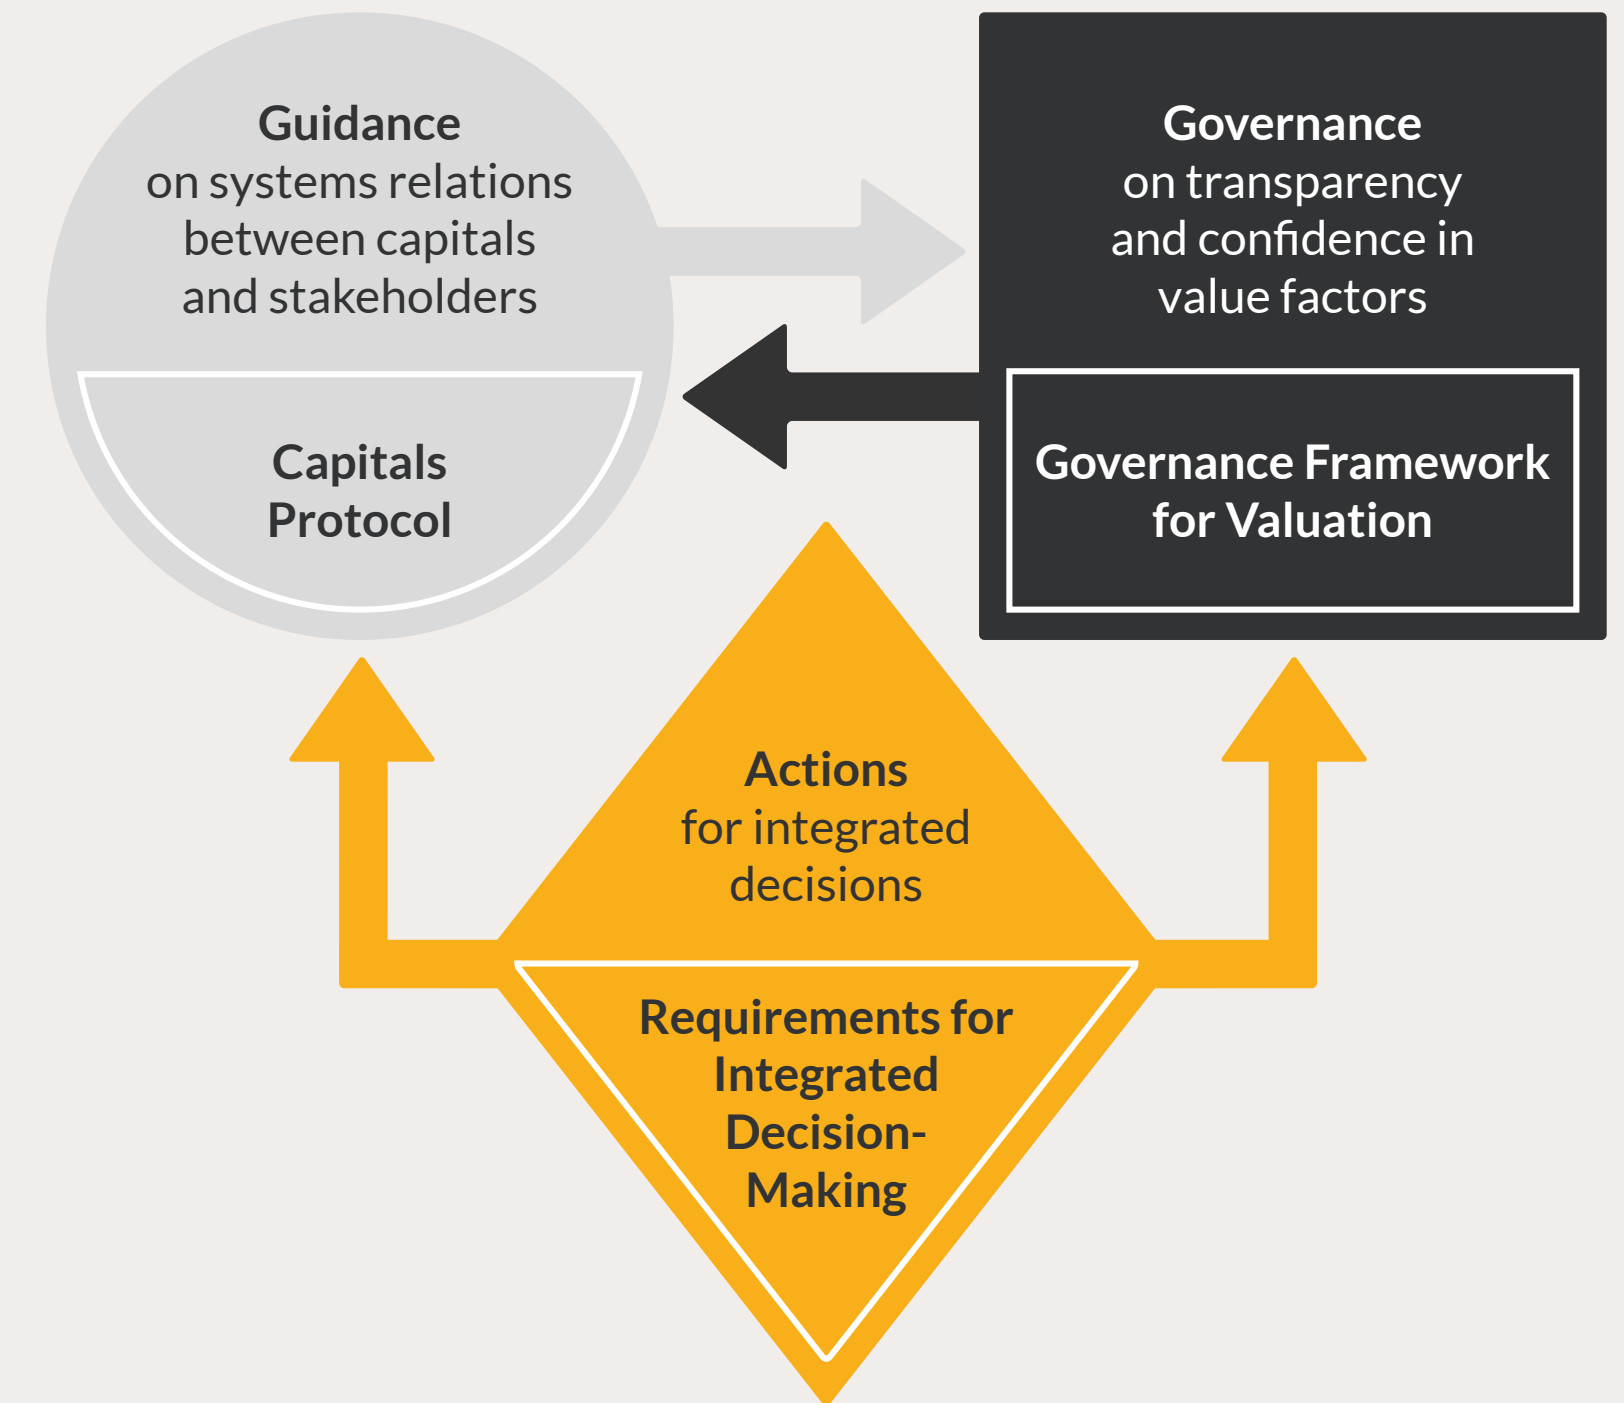 Guidance
on systems relations
between capitals
and stakeholders
Capitals
Protocol
Governance
on transparency
and confidence in
value factors
Governance Framework
for Valuation
Actions
for integrated
decisions
Requirements for
Integrated
Decision-
Making